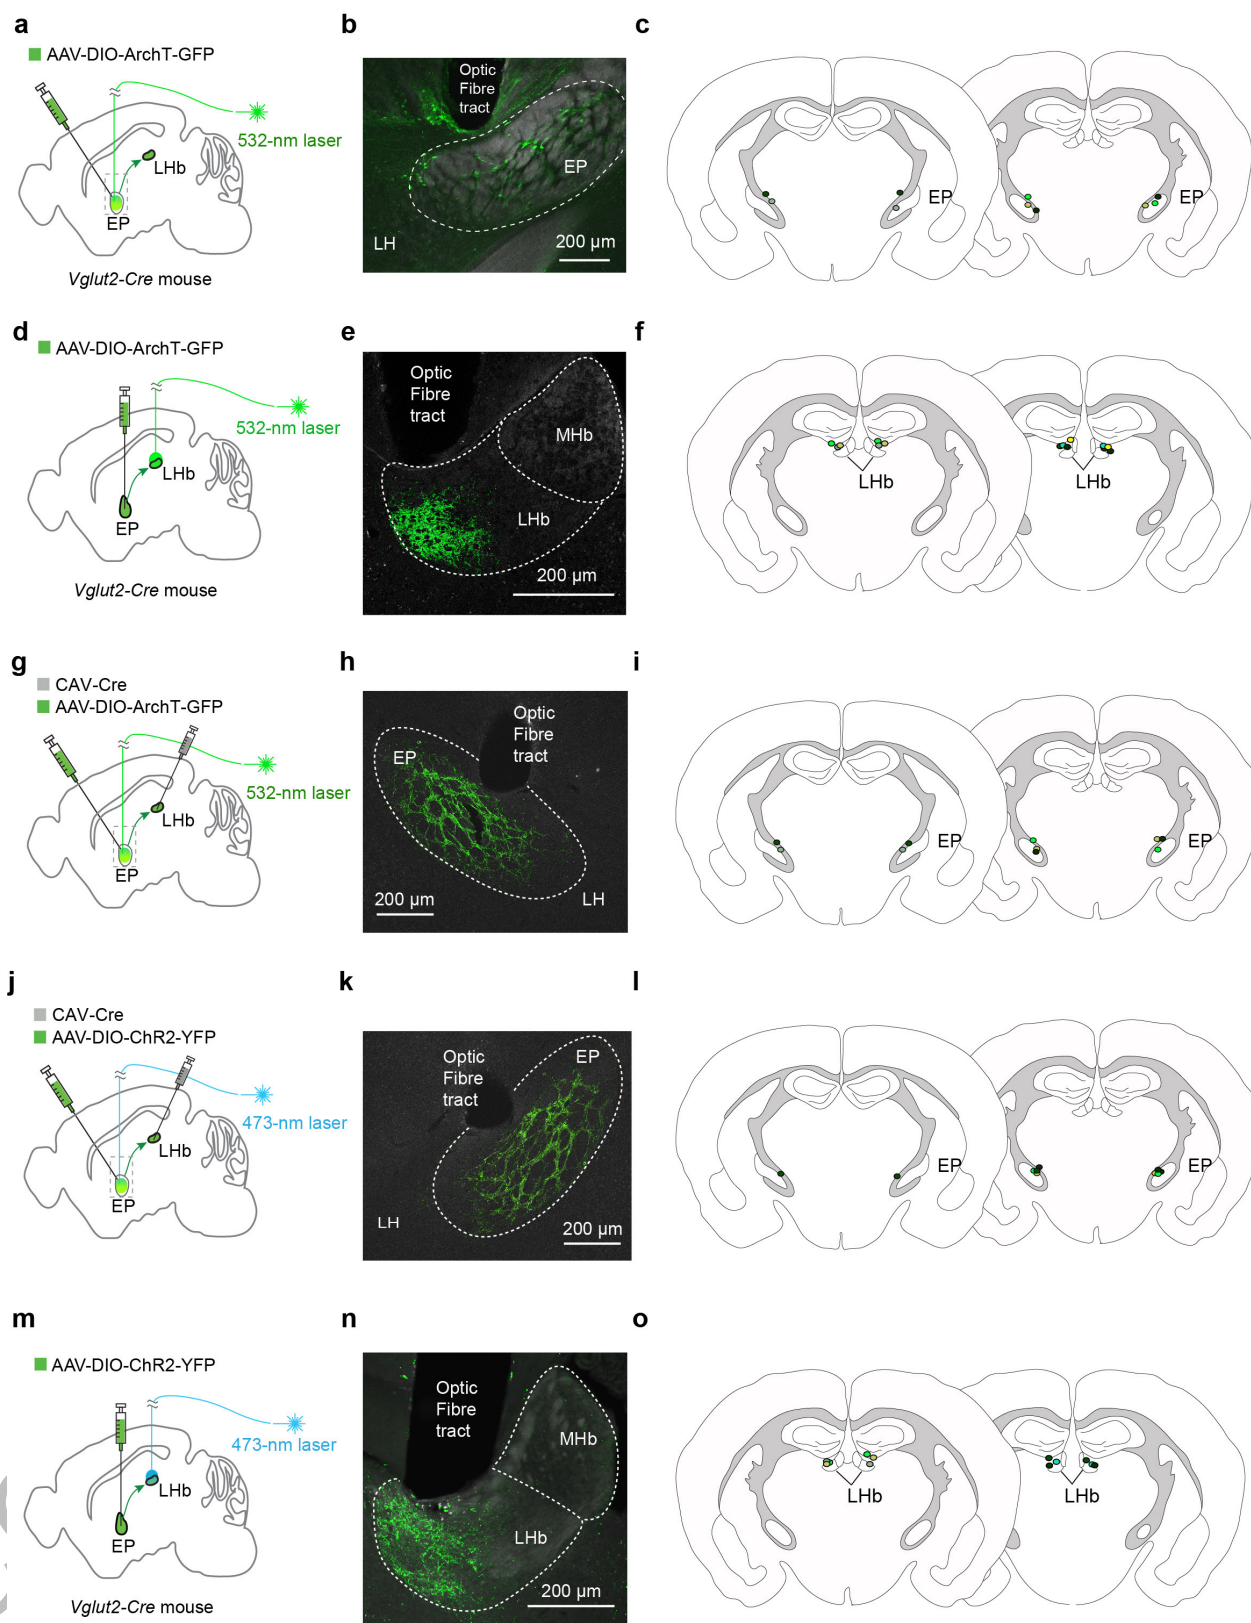 a
AAV-DIO-ArchT-GFP
532-nm laser
LHb
EP
Vglut2-Cre mouse
b
Optic
Fibre
tract
EP
LH
200 µm
c
EP
EP
d
AAV-DIO-ArchT-GFP
532-nm laser
LHb
EP
Vglut2-Cre mouse
e
Optic
Fibre
tract
MHb
LHb
200 µm
f
LHb
LHb
g
CAV-Cre
AAV-DIO-ArchT-GFP
532-nm laser
LHb
EP
h
Optic
Fibre
tract
EP
200 µm
LH
i
EP
EP
j
CAV-Cre
AAV-DIO-ChR2-YFP
473-nm laser
LHb
EP
k
Optic
Fibre
tract
EP
LH
200 µm
l
EP
EP
m
AAV-DIO-ChR2-YFP
473-nm laser
LHb
EP
Vglut2-Cre mouse
n
Optic
Fibre
tract
MHb
LHb
200 µm
o
LHb
LHb